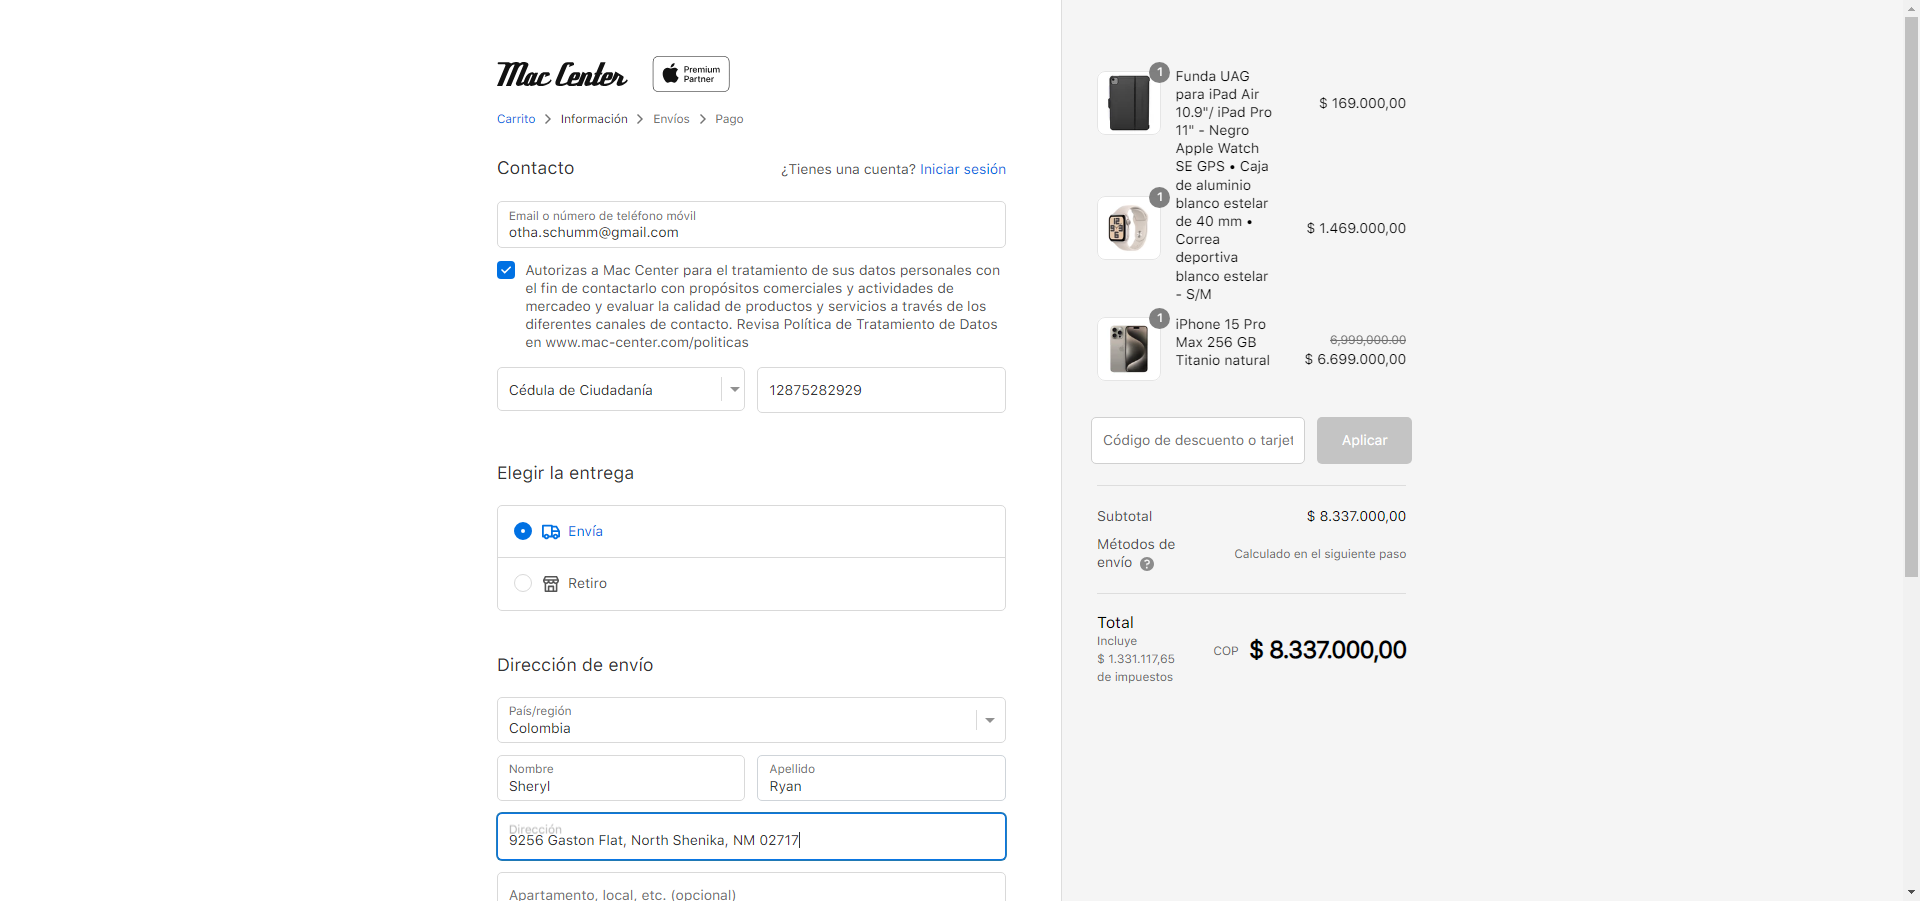 Mac Center
Premium
Partner
Carrito
Información
Envíos
Pago
Contacto
¿Tienes una cuenta? Iniciar sesión
Email o número de teléfono móvil
otha.schumm@gmail.com
Autorizas a Mac Center para el tratamiento de sus datos personales con
el fin de contactarlo con propósitos comerciales y actividades de
mercadeo y evaluar la calidad de productos y servicios a través de los
diferentes canales de contacto. Revisa Política de Tratamiento de Datos
en www.mac-center.com/politicas
Cédula de Ciudadanía
12875282929
Elegir la entrega
Envía
Retiro
Dirección de envío
País/región
Colombia
Nombre
Sheryl
Apellido
Ryan
Dirección
9256 Gaston Flat, North Shenika, NM 02717
Apartamento, local, etc. (opcional)
1
Funda UAG
para iPad Air
10.9"/ iPad Pro
11" - Negro
$ 169.000,00
1
Apple Watch
SE GPS • Caja
de aluminio
blanco estelar
de 40 mm •
Correa
deportiva
blanco estelar
- S/M
$ 1.469.000,00
1
iPhone 15 Pro
Max 256 GB
Titanio natural
6,999,000.00
$ 6.699.000,00
Código de descuento o tarjet
Aplicar
Subtotal
$ 8.337.000,00
Métodos de
envío ?
Calculado en el siguiente paso
Total
Incluye
$ 1.331.117,65
de impuestos
COP $ 8.337.000,00